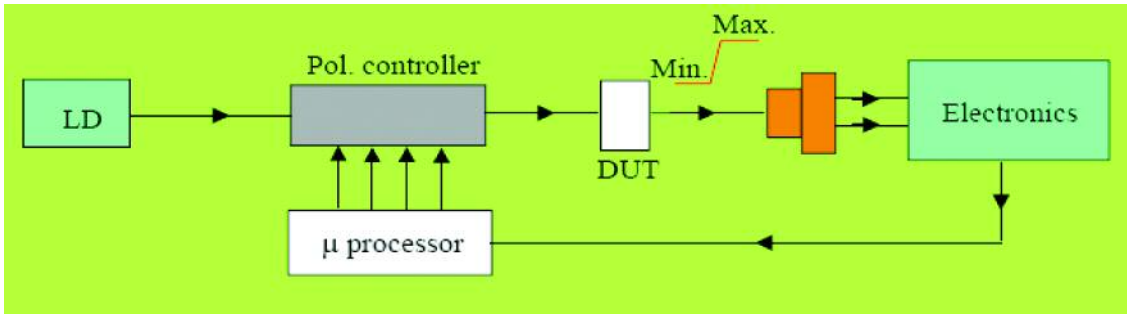 Max.
Pol. controller
Min.
LD
Electronics
DUT
μ processor